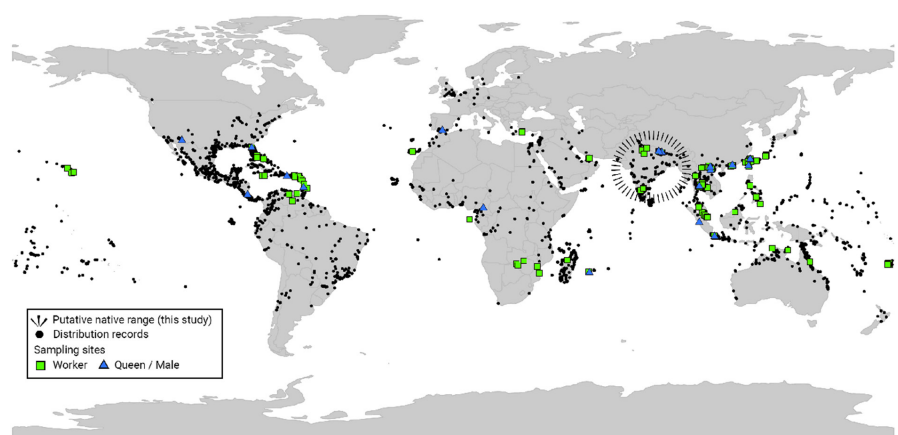 Putative native range (this study)
Distribution records
Sampling sites
Worker Queen / Male